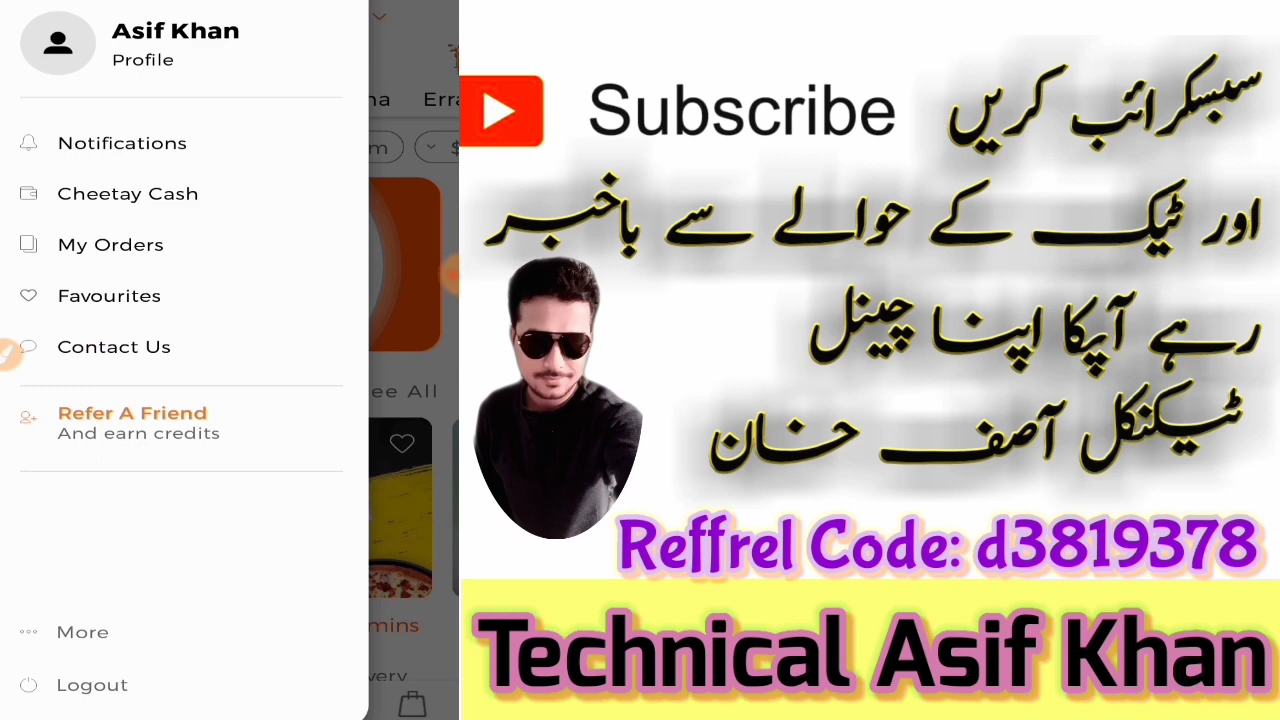 Asif Khan
Profile
Notifications
Cheetay Cash
My Orders
Favourites
Contact Us
Refer A Friend
And earn credits
More
Logout
mins
Subscribe
سبسکرائب کریں
اور ٹیک کے حوالے سے باخبر
رہے آپکا اپنا چینل
ٹیکنکل آصف خان
Reffrel Code: d3819378
Technical Asif Khan